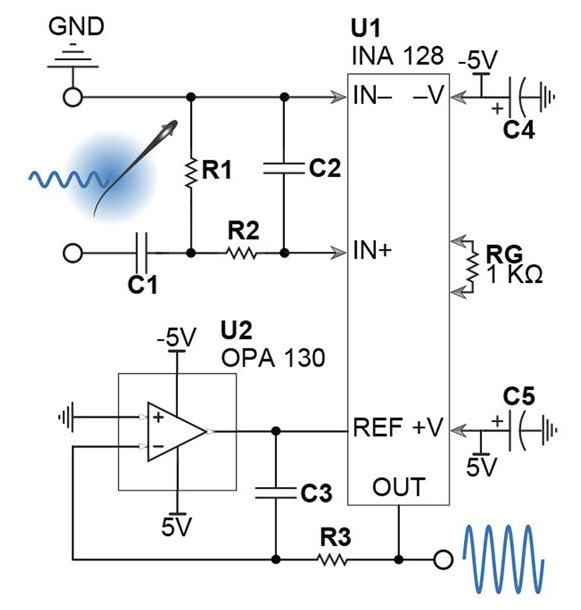 GND
U1
INA 128
-5V
IN–
–V
+
C4
R1
C2
R2
IN+
RG
1 KΩ
C1
-5V
U2
OPA 130
+
–
C5
+
REF
+V
5V
C3
5V
OUT
R3